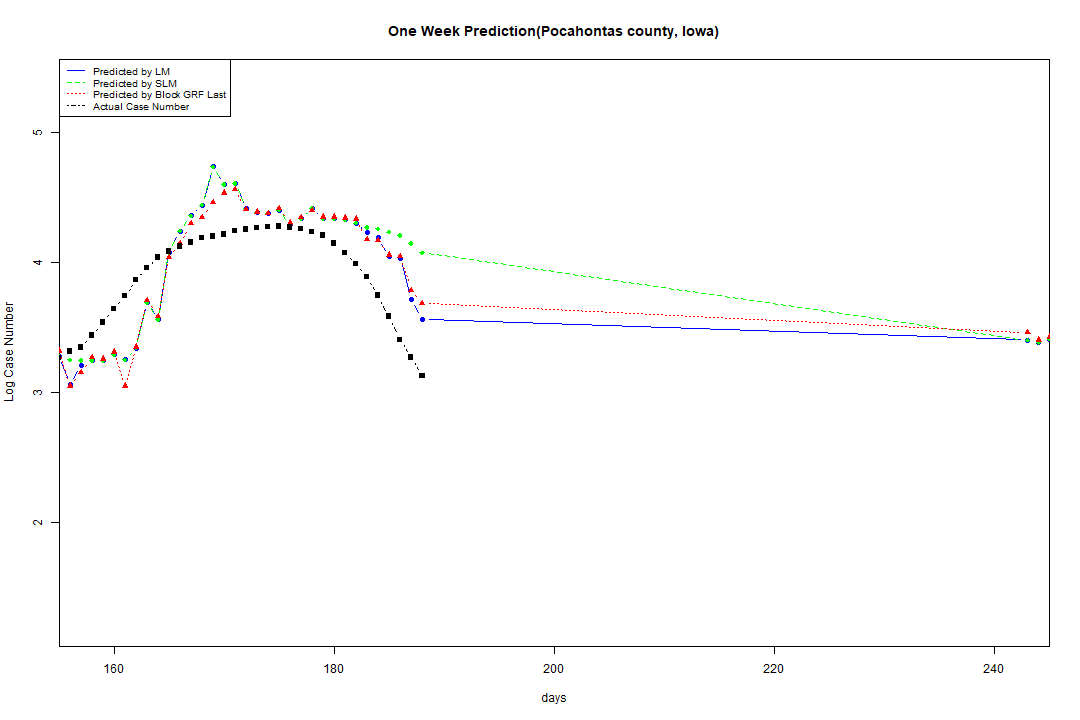 One Week Prediction(Pocahontas county, Iowa)
Predicted by LM
Predicted by SLM
Predicted by Block GRF Last
Actual Case Number
5
4
3
2
Log Case Number
160 180 200 220 240
days